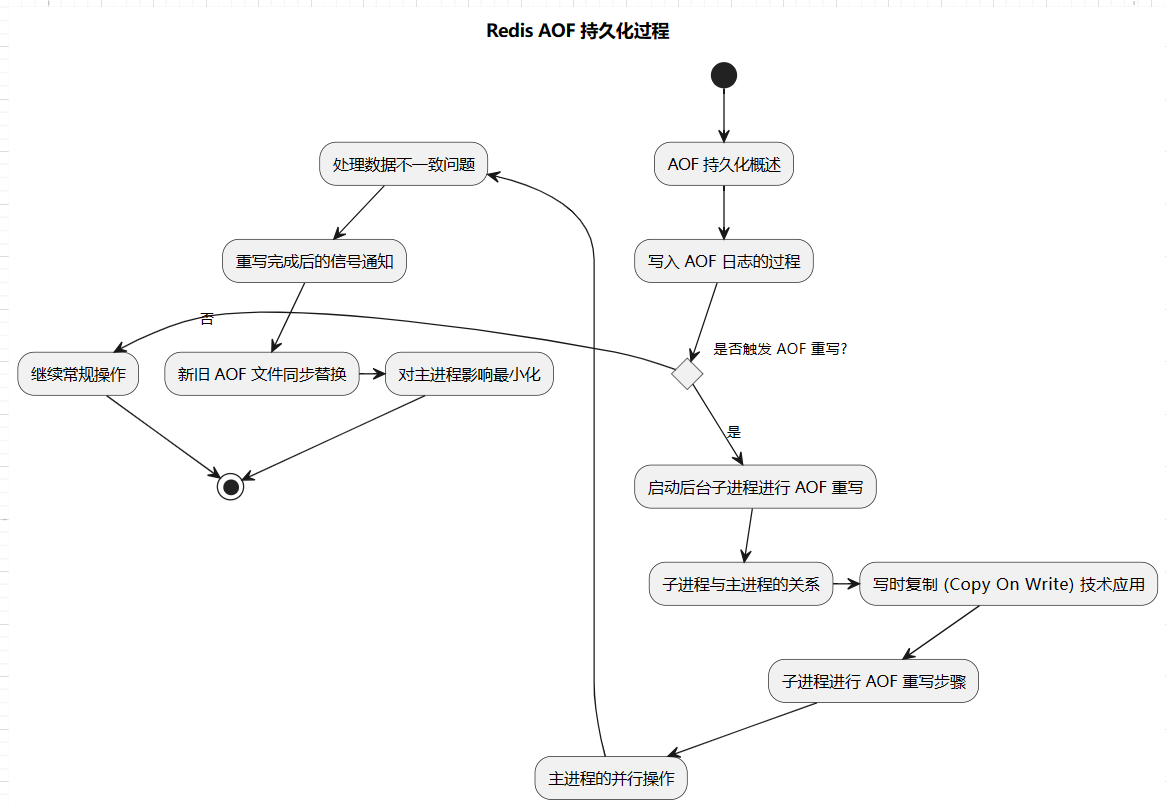 Redis AOF 持久化过程
AOF 持久化概述
处理数据不一致问题
写入 AOF 日志的过程
重写完成后的信号通知
否
是否触发 AOF 重写?
继续常规操作
新旧 AOF 文件同步替换
对主进程影响最小化
是
启动后台子进程进行 AOF 重写
子进程与主进程的关系
写时复制 (Copy On Write) 技术应用
子进程进行 AOF 重写步骤
主进程的并行操作